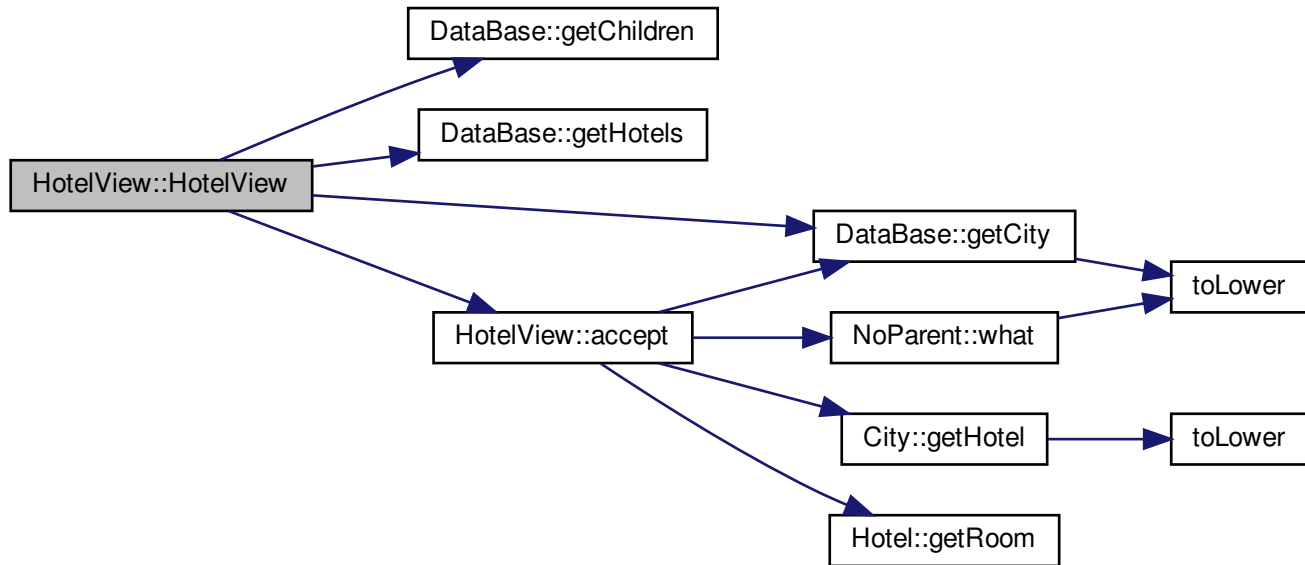 DataBase::getChildren
DataBase::getHotels
HotelView::HotelView
DataBase::getCity
toLower
HotelView::accept
NoParent::what
City::getHotel
toLower
Hotel::getRoom